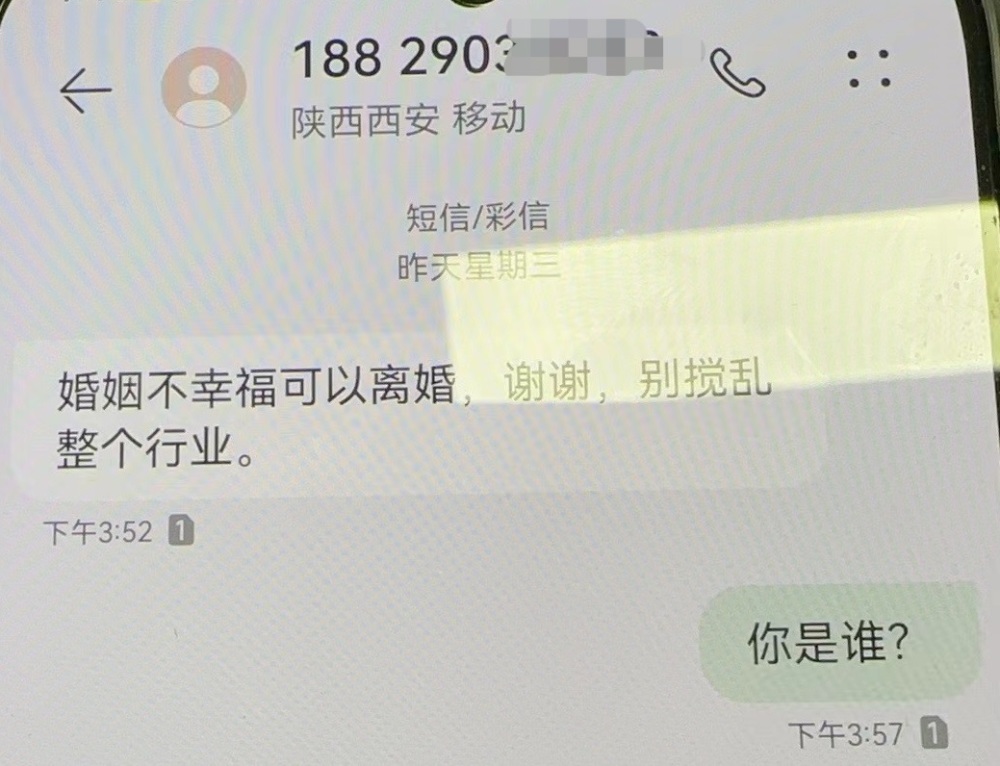 188 2903
陕西西安 移动
短信/彩信
昨天星期三
婚姻不幸福可以离婚，谢谢，别搅乱
整个行业。
下午3:52 1
你是谁?
下午3:57 1